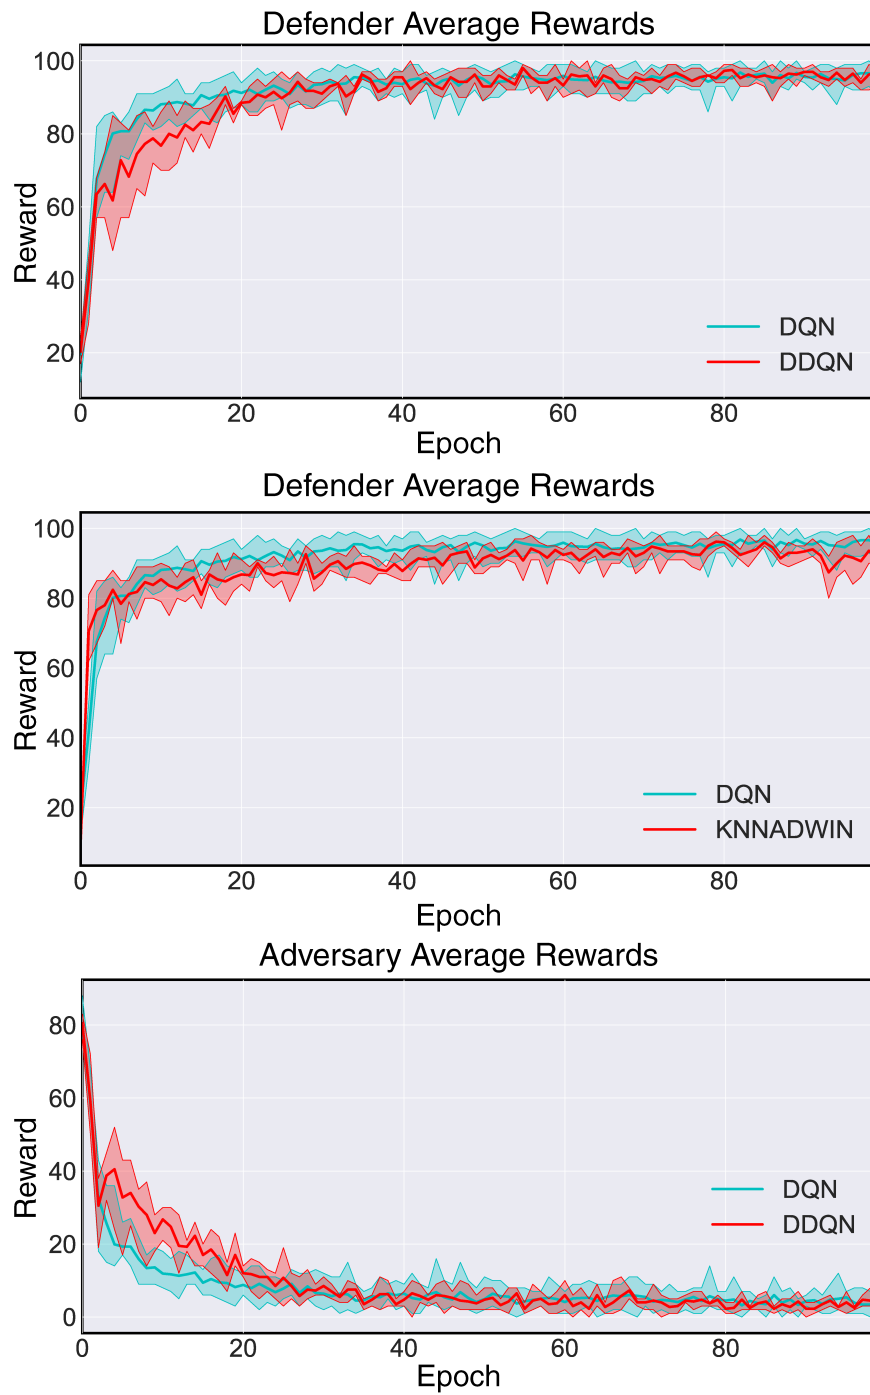 Defender Average Rewards
100
80
60
40
20
Reward
DQN
DDQN
0 20 40 60 80
Epoch
Defender Average Rewards
100
80
60
40
20
Reward
DQN
KNNADWIN
0 20 40 60 80
Epoch
Adversary Average Rewards
80
60
40
20
0
Reward
DQN
DDQN
0 20 40 60 80
Epoch